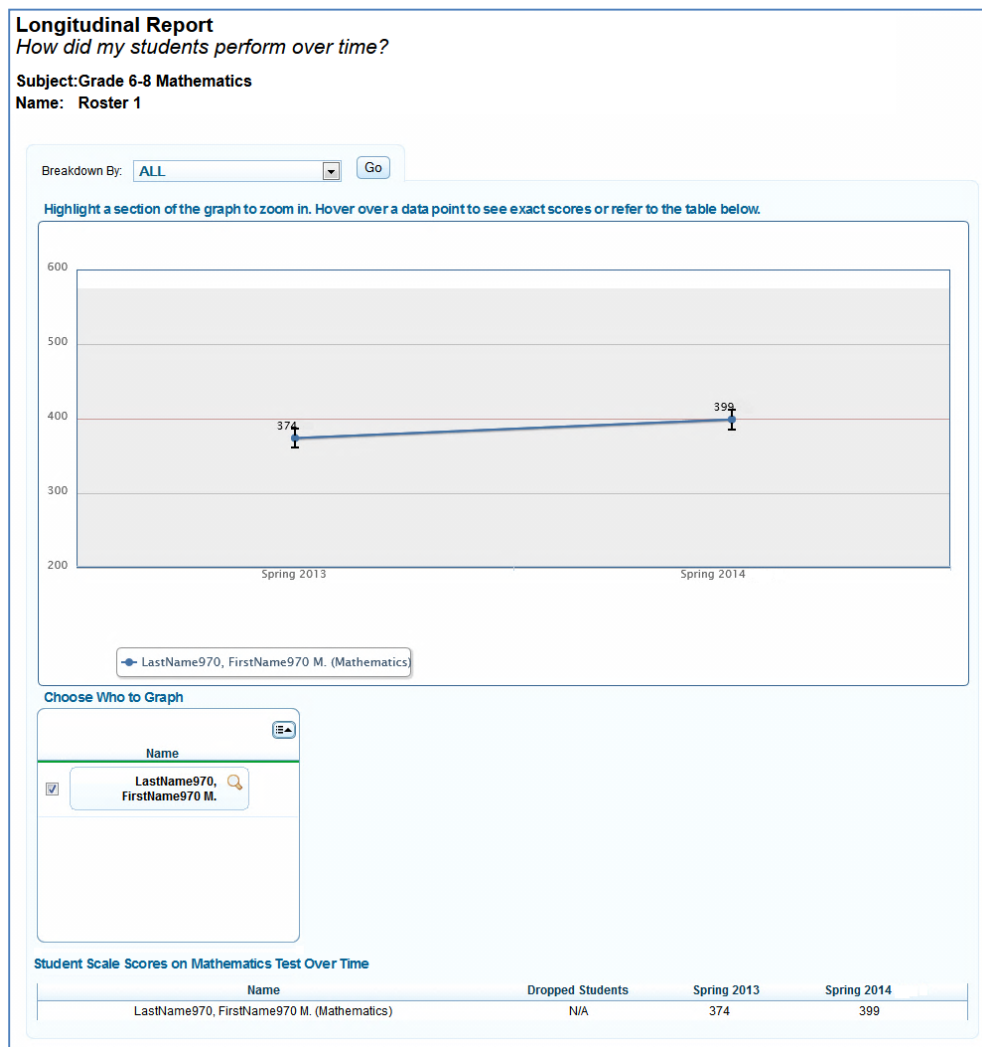 Longitudinal Report
How did my students perform over time?
Subject:Grade 6-8 Mathematics
Name: Roster 1
Breakdown By: ALL Go
Highlight a section of the graph to zoom in. Hover over a data point to see exact scores or refer to the table below.
600
500
400
300
200
374
399
Spring 2013 Spring 2014
LastName970, FirstName970 M. (Mathematics)
Choose Who to Graph
Name
LastName970,
FirstName970 M.
Student Scale Scores on Mathematics Test Over Time
Name Dropped Students Spring 2013 Spring 2014
LastName970, FirstName970 M. (Mathematics) N/A 374 399